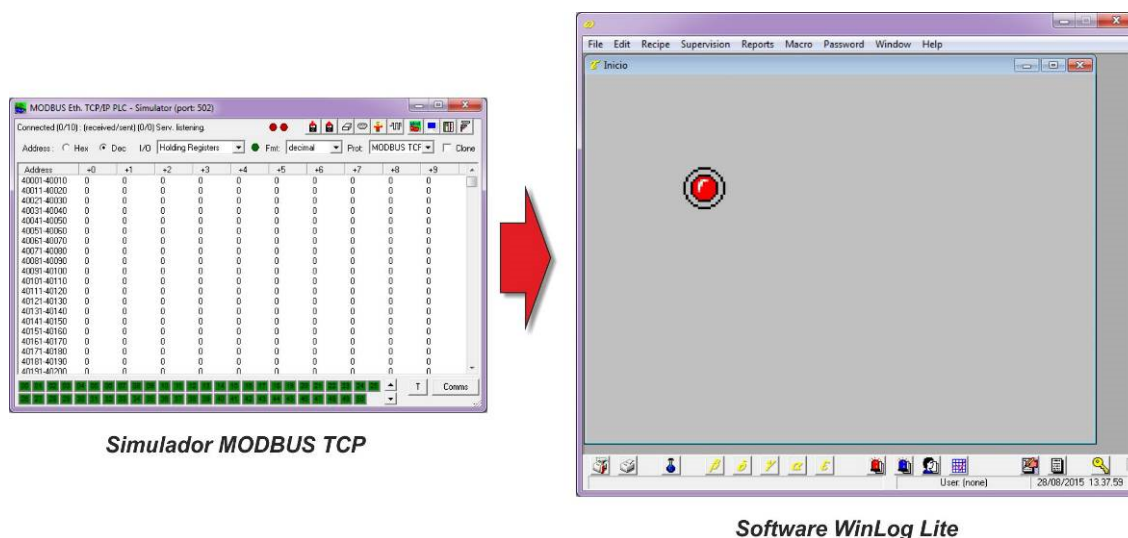 MODBUS Eth. TCP/IP PLC - Simulator (port: 502)
Connected (0/10) : (received/sent) (0/0) Serv. listening.
Address: Hex Dec I/O Holding Registers Fmt: decimal Prot: MODBUS TCP Clone
Address +0 +1 +2 +3 +4 +5 +6 +7 +8 +9
40001-40010 0 0 0 0 0 0 0 0 0 0
40011-40020 0 0 0 0 0 0 0 0 0 0
40021-40030 0 0 0 0 0 0 0 0 0 0
40031-40040 0 0 0 0 0 0 0 0 0 0
40041-40050 0 0 0 0 0 0 0 0 0 0
40051-40060 0 0 0 0 0 0 0 0 0 0
40061-40070 0 0 0 0 0 0 0 0 0 0
40071-40080 0 0 0 0 0 0 0 0 0 0
40081-40090 0 0 0 0 0 0 0 0 0 0
40091-40100 0 0 0 0 0 0 0 0 0 0
40101-40110 0 0 0 0 0 0 0 0 0 0
40111-40120 0 0 0 0 0 0 0 0 0 0
40121-40130 0 0 0 0 0 0 0 0 0 0
40131-40140 0 0 0 0 0 0 0 0 0 0
40141-40150 0 0 0 0 0 0 0 0 0 0
40151-40160 0 0 0 0 0 0 0 0 0 0
40161-40170 0 0 0 0 0 0 0 0 0 0
40171-40180 0 0 0 0 0 0 0 0 0 0
40181-40190 0 0 0 0 0 0 0 0 0 0
40191-40200 0 0 0 0 0 0 0 0 0 0
T Comms
Simulador MODBUS TCP
File Edit Recipe Supervision Reports Macro Password Window Help
Inicio
User: (none) 28/08/2015 13.37.59
Software WinLog Lite